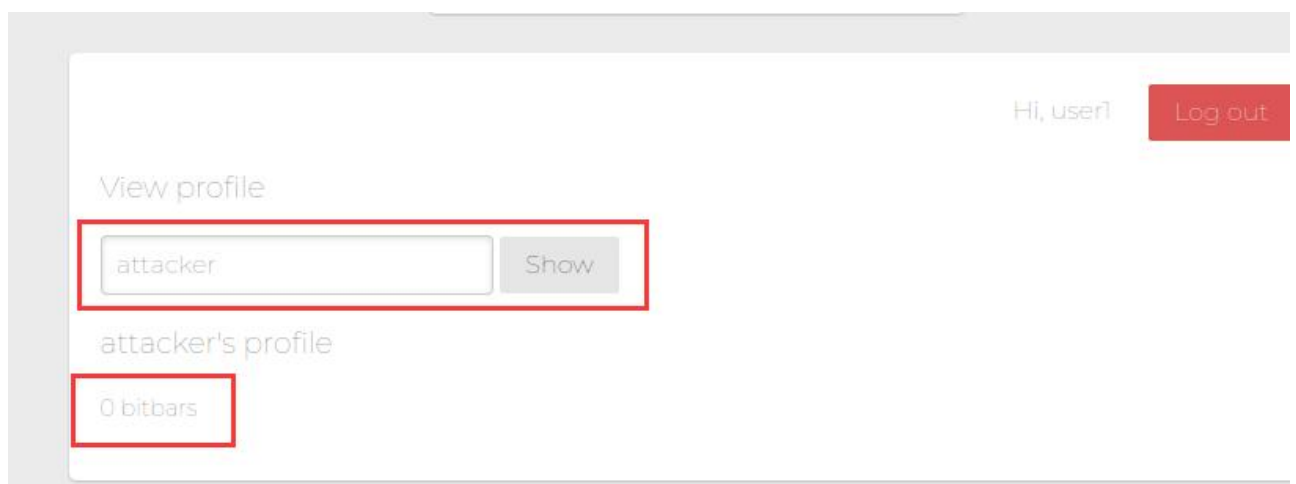 Hi, user1 Log out
View profile
attacker Show
attacker's profile
0 bitbars